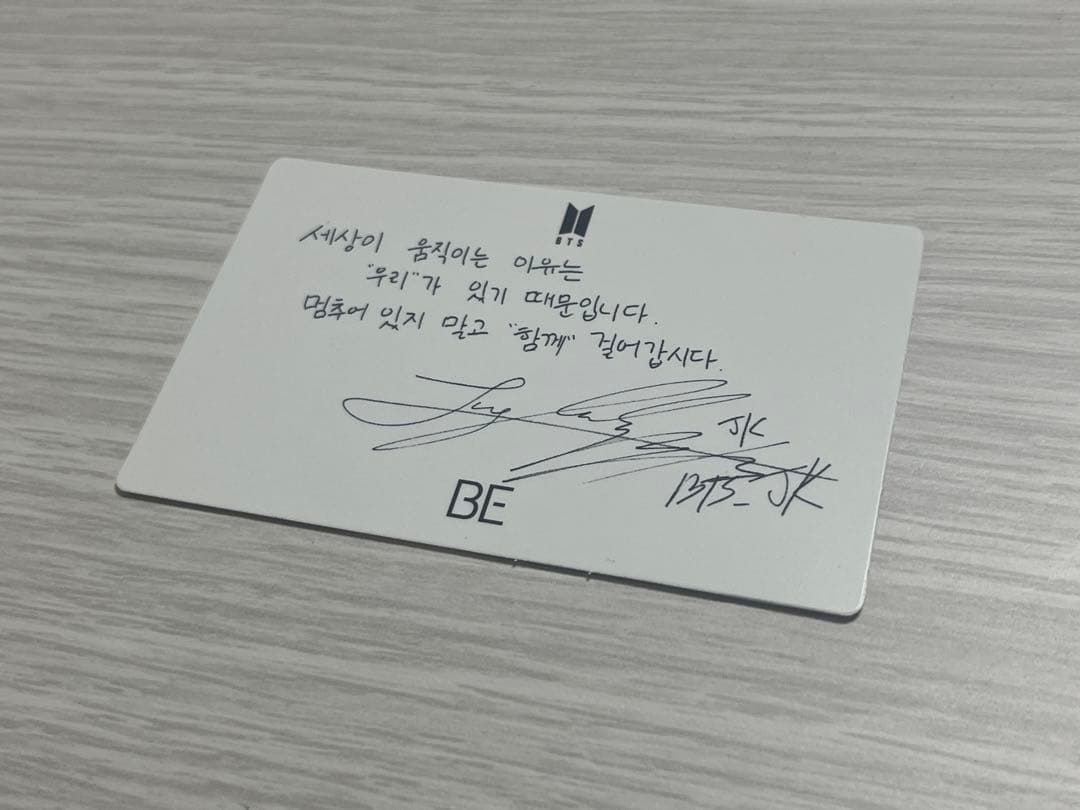 BTS
세상이 움직이는 이유는
"우리"가 있기 때문입니다.
멈추어 있지 말고 "함께" 걸어갑시다.
JK
BTS_JK
BE